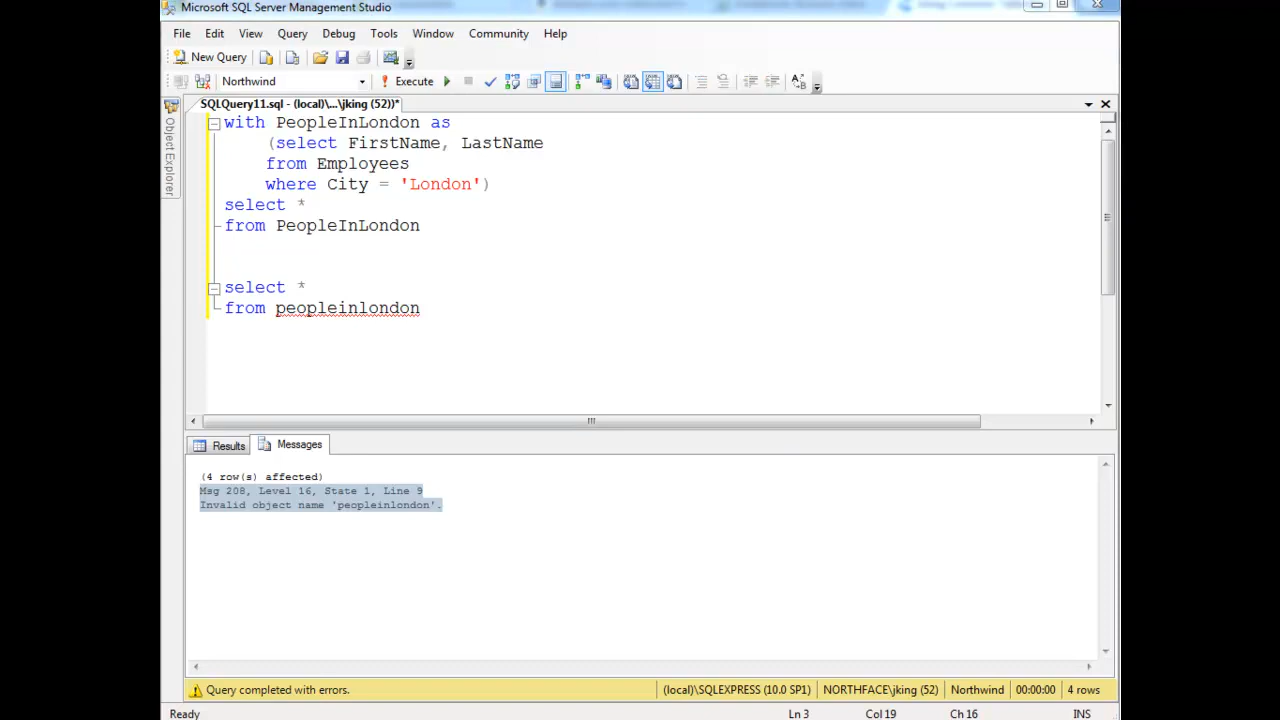 Microsoft SQL Server Management Studio
File Edit View Query Debug Tools Window Community Help
New Query
Northwind Execute
SQLQuery11.sql - (local)\...\jking (52))*
Object Explorer
with PeopleInLondon as
(select FirstName, LastName
from Employees
where City = 'London')
select *
from PeopleInLondon
select *
from peopleinlondon
Results Messages
(4 row(s) affected)
Msg 208, Level 16, State 1, Line 9
Invalid object name 'peopleinlondon'.
Query completed with errors. (local)\SQLEXPRESS (10.0 SP1) NORTHFACE\jking (52) Northwind 00:00:00 4 rows
Ready Ln 3 Col 19 Ch 16 INS